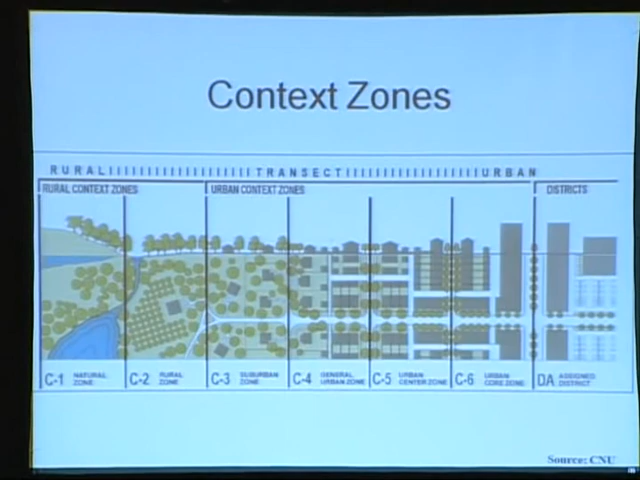 Context Zones
RURAL IIIIIIIIIIIIIIIIIIII TRANSECT IIIIIIIIIIIIIIIIIIII URBAN
RURAL CONTEXT ZONES
URBAN CONTEXT ZONES
DISTRICTS
C-1 NATURAL ZONE
C-2 RURAL ZONE
C-3 SUBURBAN ZONE
C-4 GENERAL URBAN ZONE
C-5 URBAN CENTER ZONE
C-6 URBAN CORE ZONE
DA ASSIGNED DISTRICT
Source: CNU